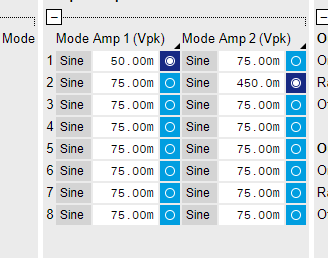 Mode Mode Amp 1 (Vpk) Mode Amp 2 (Vpk)
1 Sine 50.00m Sine 75.00m
2 Sine 75.00m Sine 450.0m
3 Sine 75.00m Sine 75.00m
4 Sine 75.00m Sine 75.00m
5 Sine 75.00m Sine 75.00m
6 Sine 75.00m Sine 75.00m
7 Sine 75.00m Sine 75.00m
8 Sine 75.00m Sine 75.00m